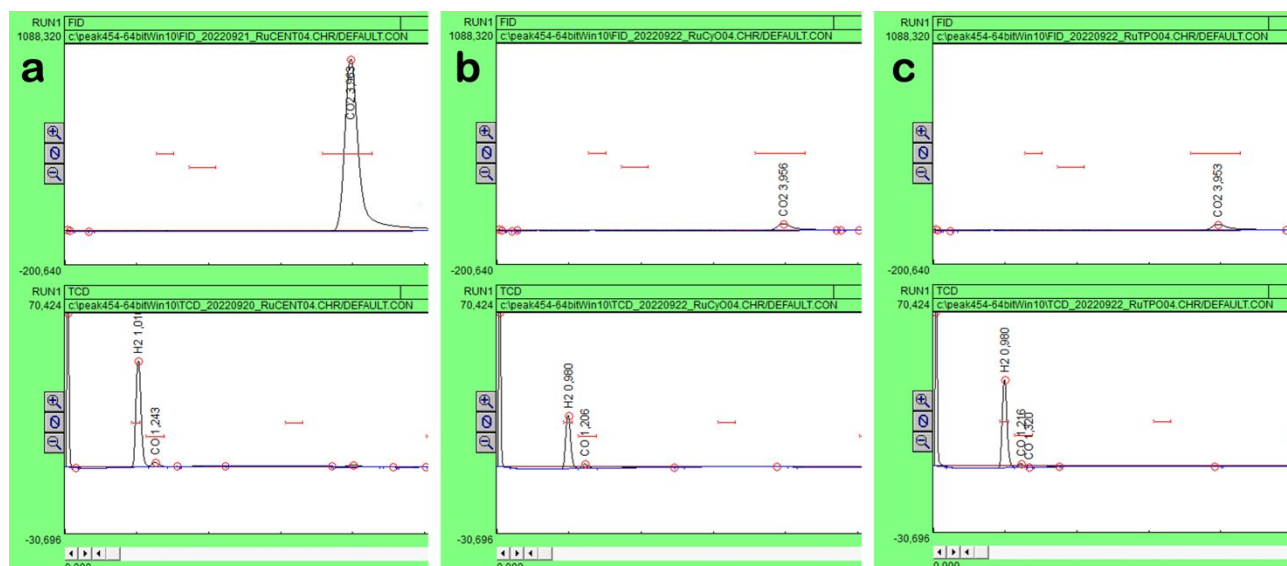 a
RUN1 FID
1088,320 c:\peak454-64bitWin10\FID_20220921_RuCENT04.CHR/DEFAULT.CON
CO2 3,963
-200,640
RUN1 TCD
70,424 c:\peak454-64bitWin10\TCD_20220920_RuCENT04.CHR/DEFAULT.CON
H2 1,01
CO 1,243
-30,696
b
RUN1 FID
1088,320 c:\peak454-64bitWin10\FID_20220922_RuCyO04.CHR/DEFAULT.CON
CO2 3,956
-200,640
RUN1 TCD
70,424 c:\peak454-64bitWin10\TCD_20220922_RuCyO04.CHR/DEFAULT.CON
H2 0,980
CO 1,206
-30,696
c
RUN1 FID
1088,320 c:\peak454-64bitWin10\FID_20220922_RuTPO04.CHR/DEFAULT.CON
CO2 3,953
-200,640
RUN1 TCD
70,424 c:\peak454-64bitWin10\TCD_20220922_RuTPO04.CHR/DEFAULT.CON
H2 0,980
CO 1,216
CO 1,320
-30,696